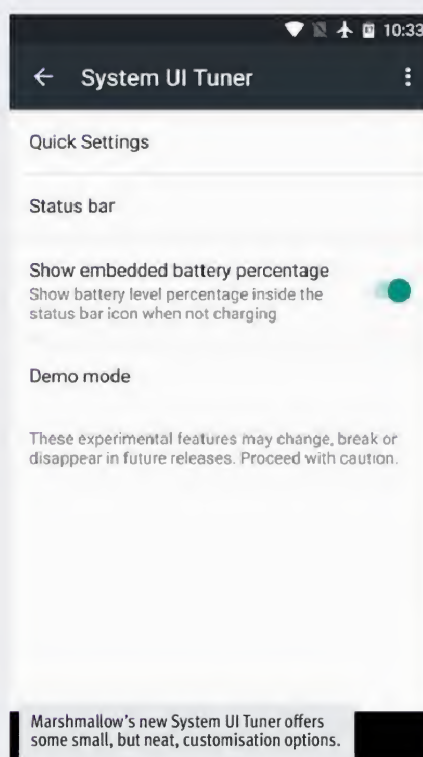 10:33
System UI Tuner
Quick Settings
Status bar
Show embedded battery percentage
Show battery level percentage inside the
status bar icon when not charging
Demo mode
These experimental features may change, break or
disappear in future releases. Proceed with caution.
Marshmallow's new System UI Tuner offers
some small, but neat, customisation options.